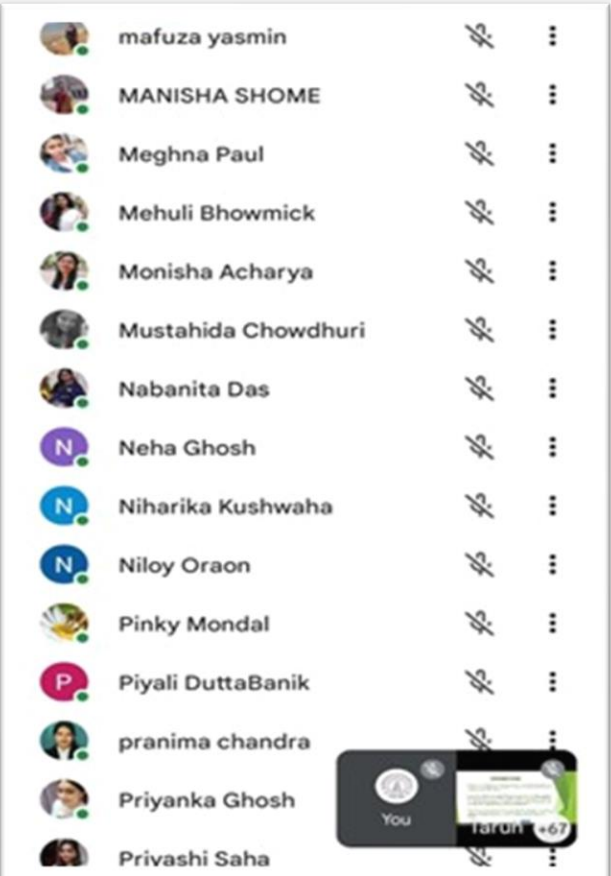 mafuza yasmin
MANISHA SHOME
Meghna Paul
Mehuli Bhowmick
Monisha Acharya
Mustahida Chowdhuri
Nabanita Das
N Neha Ghosh
N Niharika Kushwaha
N Niloy Oraon
Pinky Mondal
P Piyali DuttaBanik
pranima chandra
Priyanka Ghosh
You
Tarun +67
Priyashi Saha